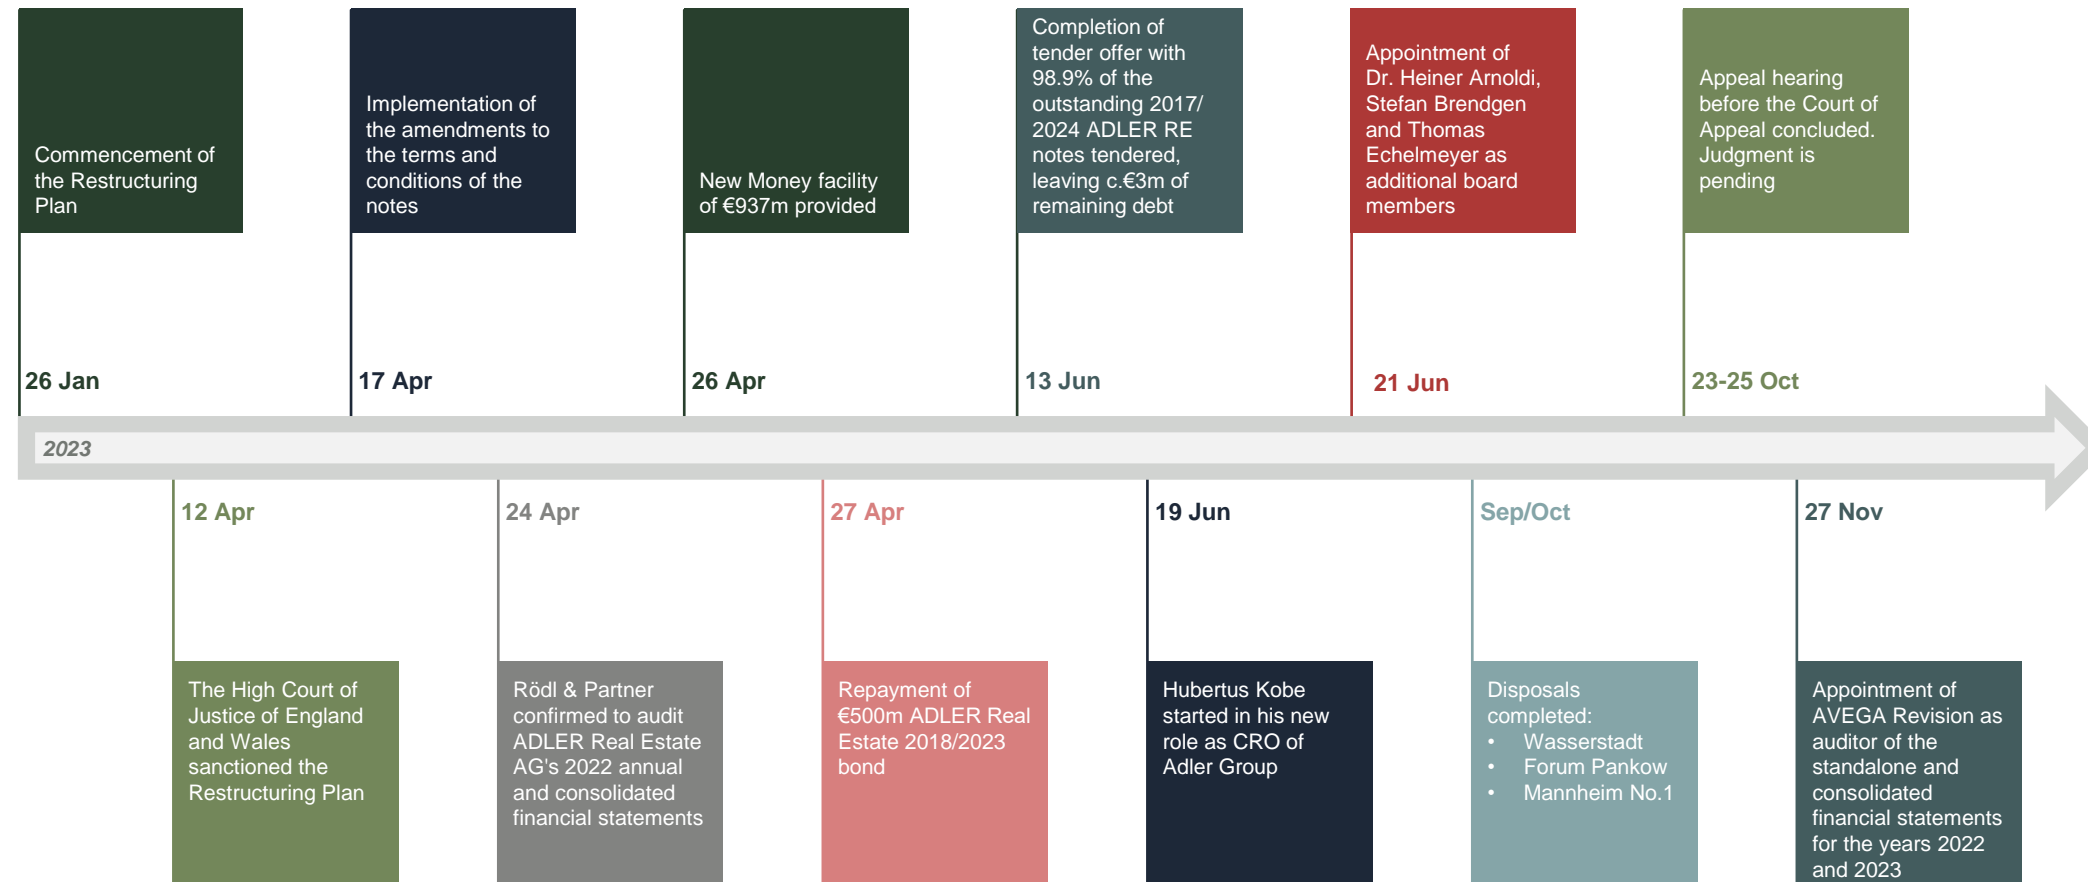 Commencement of
the Restructuring
Plan
Implementation of
the amendments to
the terms and
conditions of the
notes
New Money facility
of €937m provided
Completion of
tender offer with
98.9% of the
outstanding 2017/
2024 ADLER RE
notes tendered,
leaving c.€3m of
remaining debt
Appointment of
Dr. Heiner Arnoldi,
Stefan Brendgen
and Thomas
Echelmeyer as
additional board
members
Appeal hearing
before the Court of
Appeal concluded.
Judgment is
pending
26 Jan
17 Apr
26 Apr
13 Jun
21 Jun
23-25 Oct
2023
12 Apr
24 Apr
27 Apr
19 Jun
Sep/Oct
27 Nov
The High Court of
Justice of England
and Wales
sanctioned the
Restructuring Plan
Rödl & Partner
confirmed to audit
ADLER Real Estate
AG's 2022 annual
and consolidated
financial statements
Repayment of
€500m ADLER Real
Estate 2018/2023
bond
Hubertus Kobe
started in his new
role as CRO of
Adler Group
Disposals
completed:
• Wasserstadt
• Forum Pankow
• Mannheim No.1
Appointment of
AVEGA Revision as
auditor of the
standalone and
consolidated
financial statements
for the years 2022
and 2023